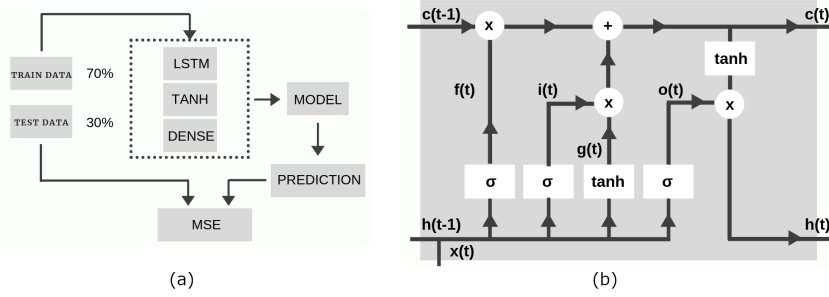 TRAIN DATA 70%
TEST DATA 30%
LSTM
TANH
DENSE
MODEL
PREDICTION
MSE
(a)
c(t-1) x + c(t)
tanh
f(t) i(t) x o(t) x
g(t)
σ σ tanh σ
h(t-1) h(t)
x(t)
(b)